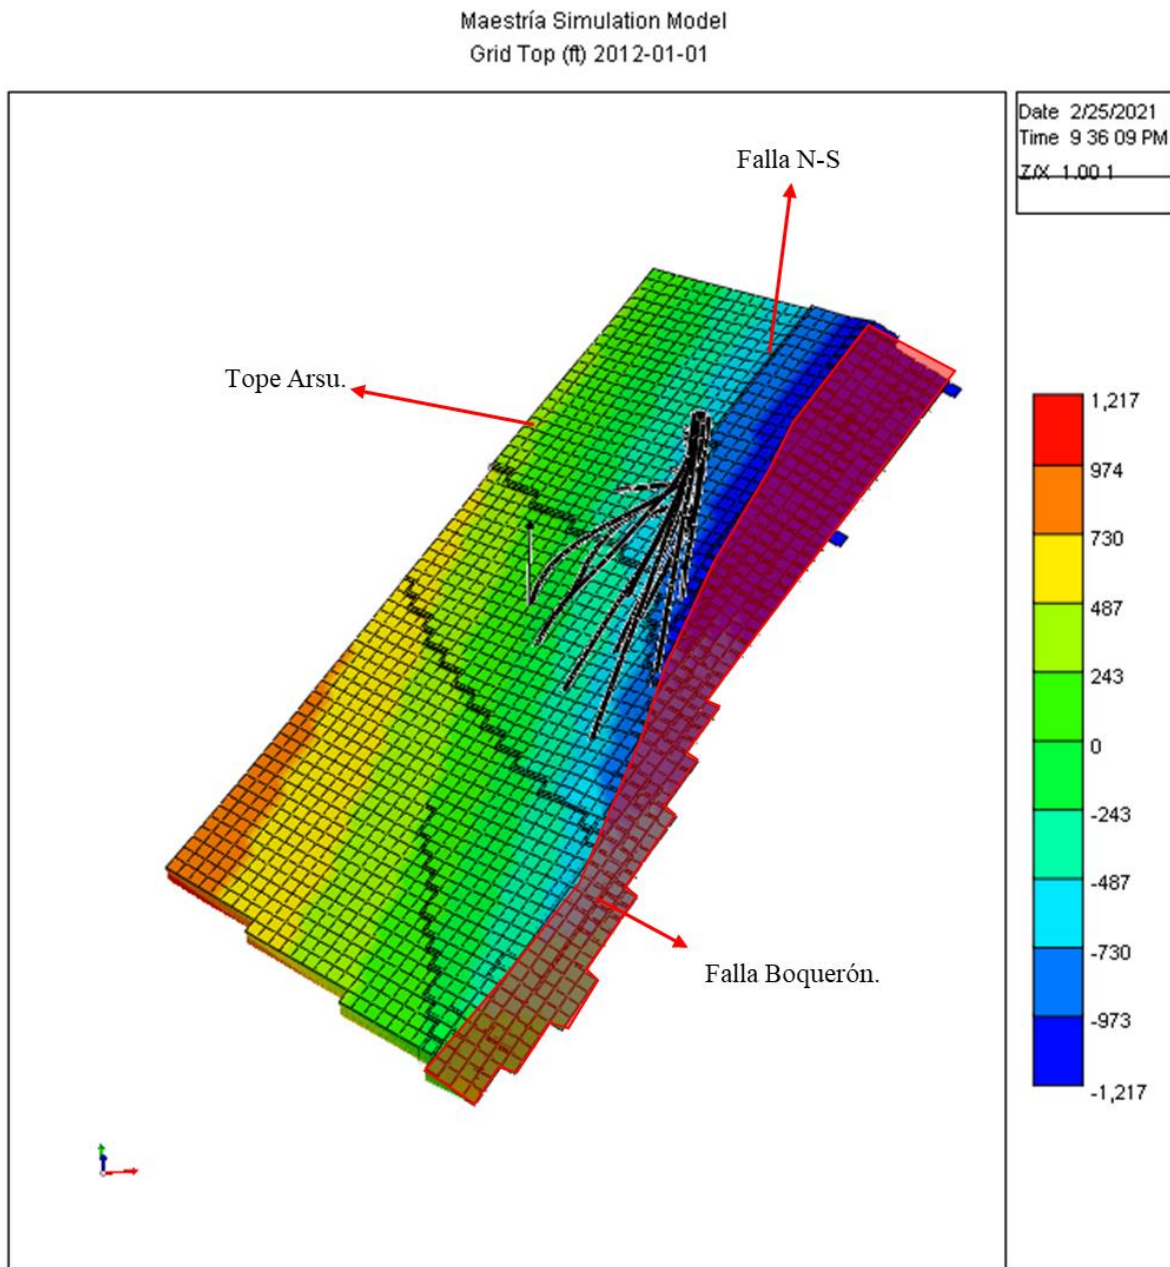 Maestría Simulation Model
Grid Top (ft) 2012-01-01
Date 2/25/2021
Time 9 36 09 PM
Z/X 1.00 1
Falla N-S
Tope Arsu.
Falla Boquerón.
1,217
974
730
487
243
0
-243
-487
-730
-973
-1,217